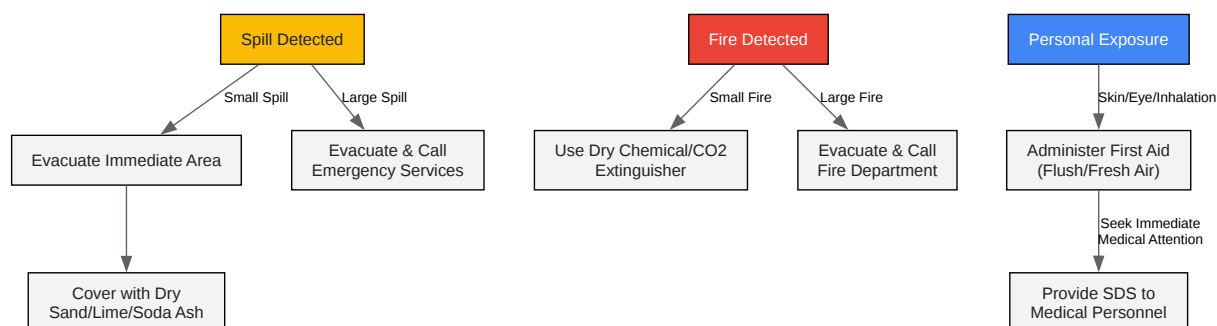 Spill Detected
Fire Detected
Personal Exposure
Small Spill
Large Spill
Small Fire
Large Fire
Skin/Eye/Inhalation
Evacuate Immediate Area
Evacuate & Call
Emergency Services
Use Dry Chemical/CO2
Extinguisher
Evacuate & Call
Fire Department
Administer First Aid
(Flush/Fresh Air)
Seek Immediate
Medical Attention
Cover with Dry
Sand/Lime/Soda Ash
Provide SDS to
Medical Personnel